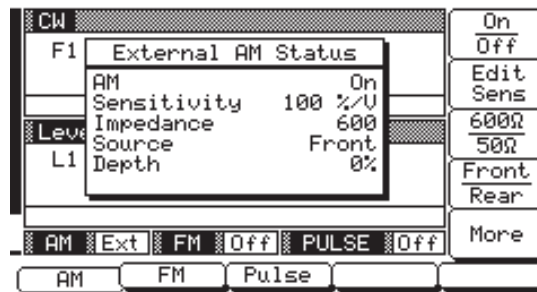 CW
F1
External AM Status
AM On
Sensitivity 100 %/V
Impedance 600
Source Front
Depth 0%
Leve
L1
AM Ext FM Off PULSE Off
AM FM Pulse
On
Off
Edit
Sens
600Ω
50Ω
Front
Rear
More